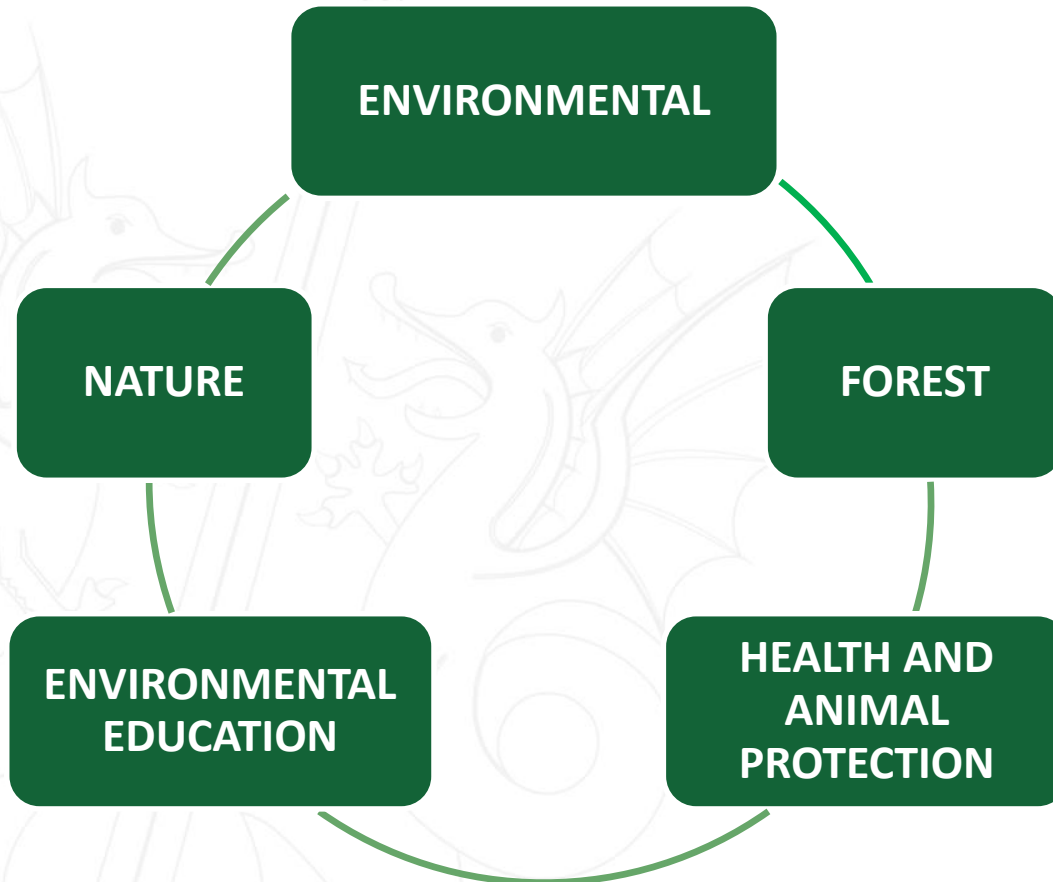 ENVIRONMENTAL
NATURE
FOREST
ENVIRONMENTAL
EDUCATION
HEALTH AND
ANIMAL
PROTECTION